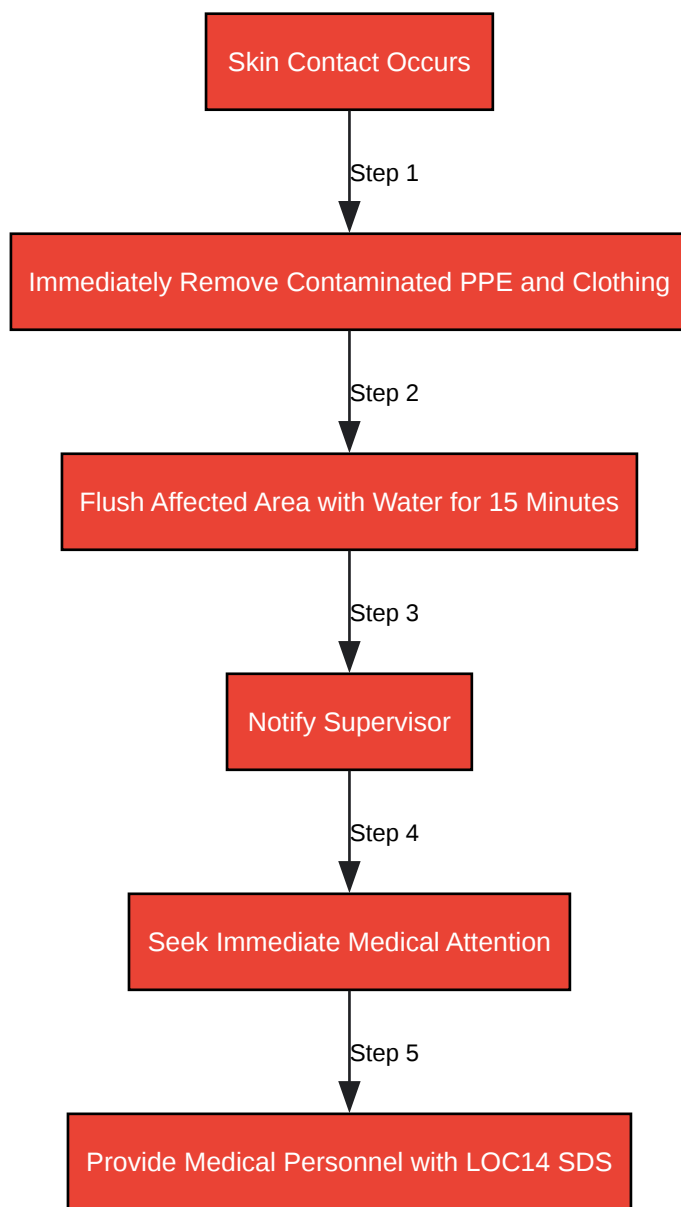 Skin Contact Occurs
Step 1
Immediately Remove Contaminated PPE and Clothing
Step 2
Flush Affected Area with Water for 15 Minutes
Step 3
Notify Supervisor
Step 4
Seek Immediate Medical Attention
Step 5
Provide Medical Personnel with LOC14 SDS